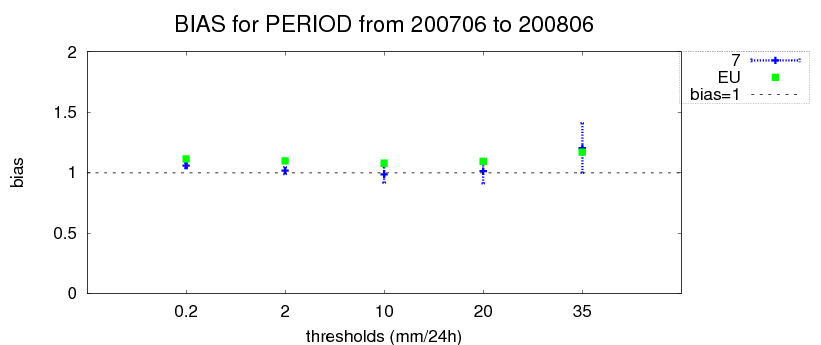 BIAS for PERIOD from 200706 to 200806
2
1.5
1
0.5
0
bias
0.2 2 10 20 35
thresholds (mm/24h)
7
EU
bias=1